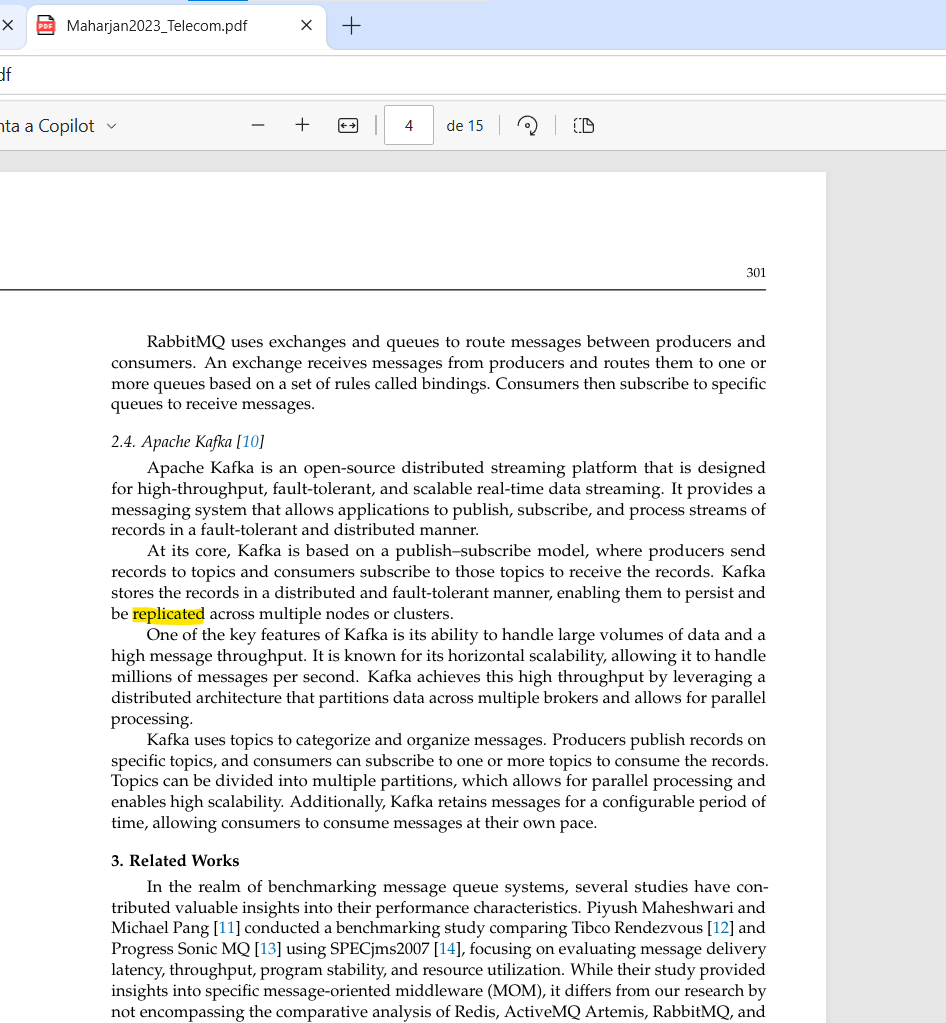 PDF Maharjan2023_Telecom.pdf
df
nta a Copilot
4 de 15
301
RabbitMQ uses exchanges and queues to route messages between producers and
consumers. An exchange receives messages from producers and routes them to one or
more queues based on a set of rules called bindings. Consumers then subscribe to specific
queues to receive messages.
2.4. Apache Kafka [10]
Apache Kafka is an open-source distributed streaming platform that is designed
for high-throughput, fault-tolerant, and scalable real-time data streaming. It provides a
messaging system that allows applications to publish, subscribe, and process streams of
records in a fault-tolerant and distributed manner.
At its core, Kafka is based on a publish–subscribe model, where producers send
records to topics and consumers subscribe to those topics to receive the records. Kafka
stores the records in a distributed and fault-tolerant manner, enabling them to persist and
be replicated across multiple nodes or clusters.
One of the key features of Kafka is its ability to handle large volumes of data and a
high message throughput. It is known for its horizontal scalability, allowing it to handle
millions of messages per second. Kafka achieves this high throughput by leveraging a
distributed architecture that partitions data across multiple brokers and allows for parallel
processing.
Kafka uses topics to categorize and organize messages. Producers publish records on
specific topics, and consumers can subscribe to one or more topics to consume the records.
Topics can be divided into multiple partitions, which allows for parallel processing and
enables high scalability. Additionally, Kafka retains messages for a configurable period of
time, allowing consumers to consume messages at their own pace.
3. Related Works
In the realm of benchmarking message queue systems, several studies have con-
tributed valuable insights into their performance characteristics. Piyush Maheshwari and
Michael Pang [11] conducted a benchmarking study comparing Tibco Rendezvous [12] and
Progress Sonic MQ [13] using SPECjms2007 [14], focusing on evaluating message delivery
latency, throughput, program stability, and resource utilization. While their study provided
insights into specific message-oriented middleware (MOM), it differs from our research by
not encompassing the comparative analysis of Redis, ActiveMQ Artemis, RabbitMQ, and